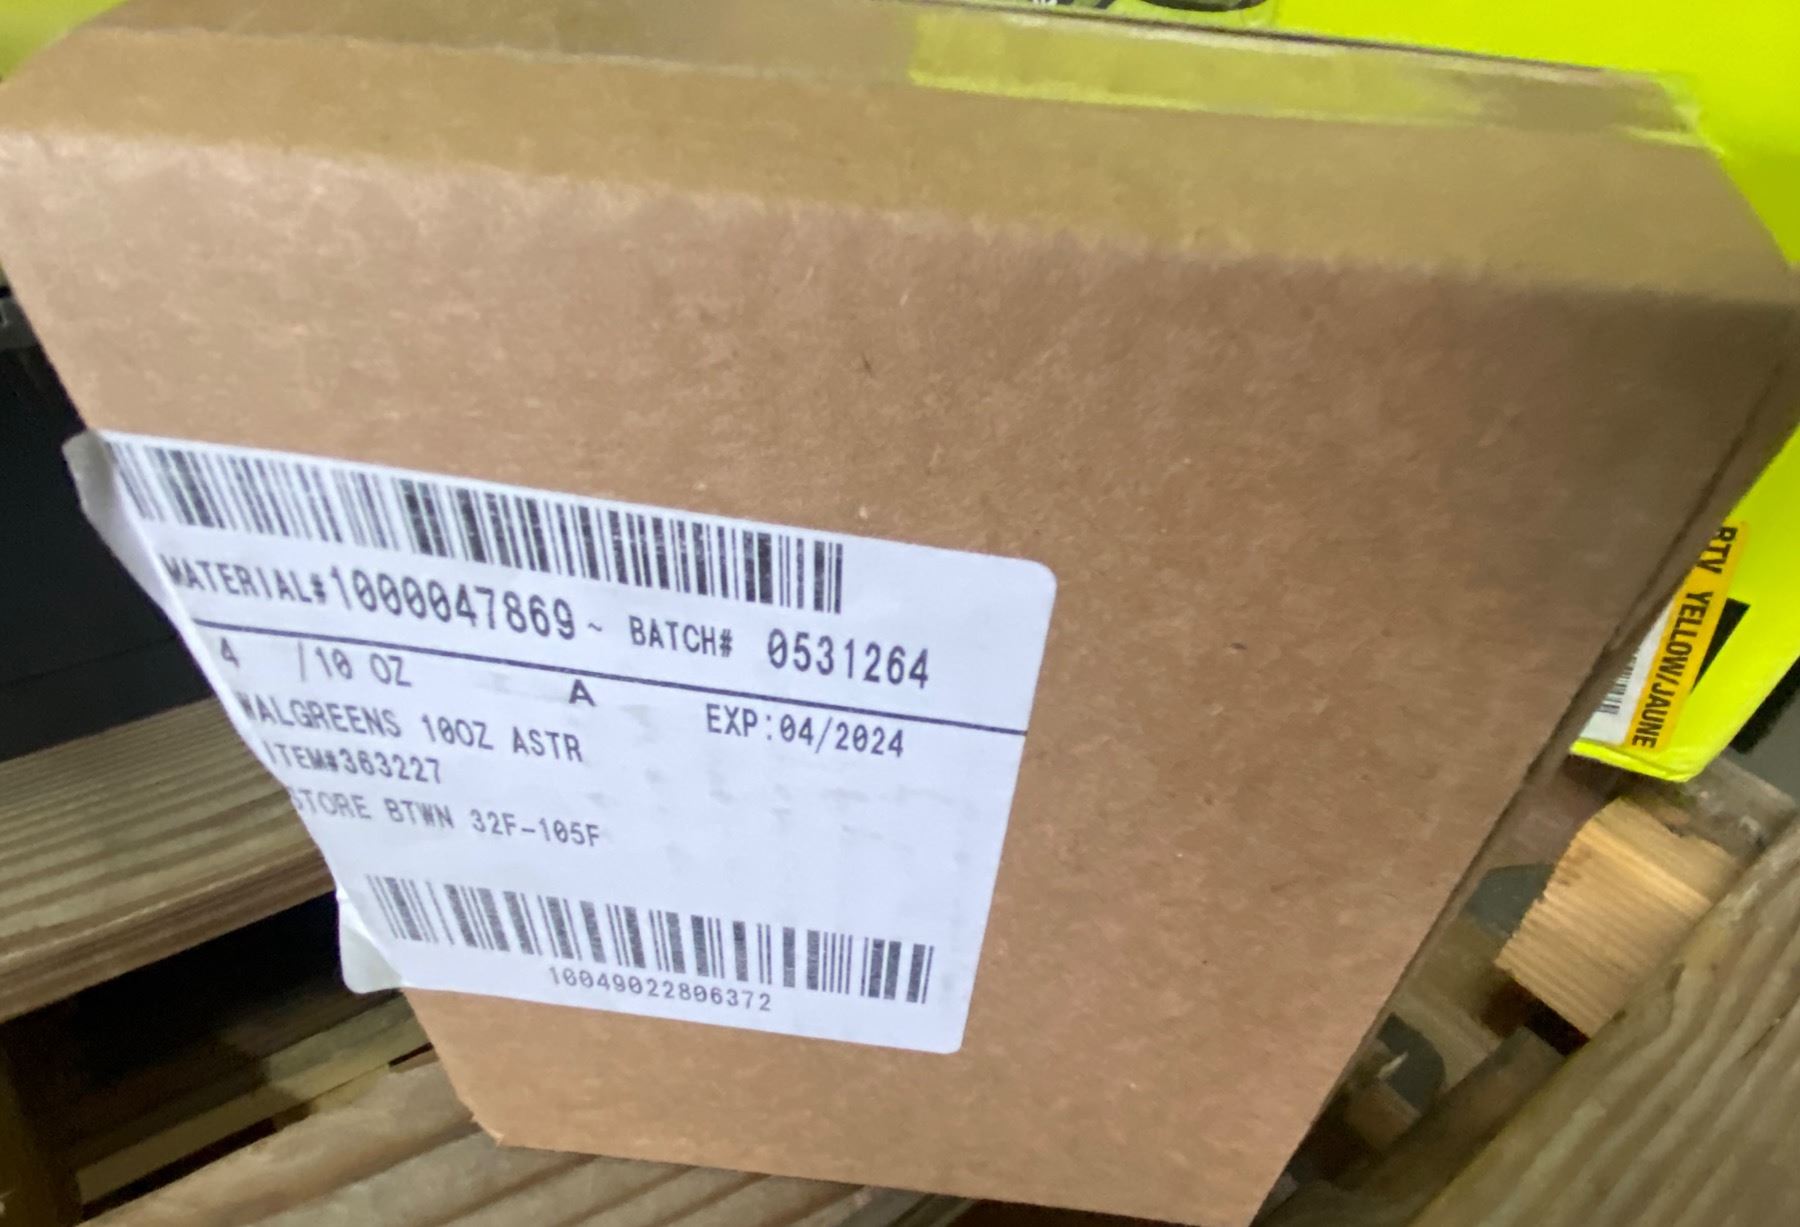 MATERIAL#1000047869~ BATCH# 0531264
4 /10 OZ A EXP:04/2024
WALGREENS 10OZ ASTR
ITEM#363227
STORE BTWN 32F-105F
10049022806372
RTY YELLOW/JAUNE